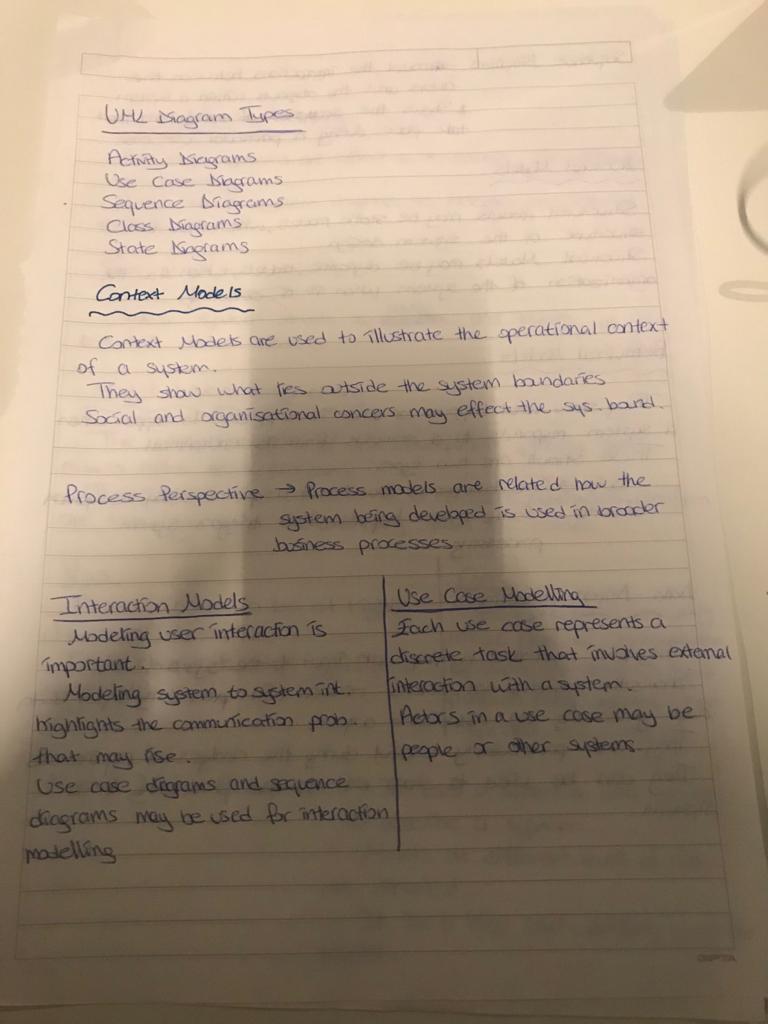 UML Diagram Types
Activity Diagrams
Use Case Diagrams
Sequence Diagrams
Class Diagrams
State Diagrams
Context Models
Context Models are used to illustrate the operational context
of a system.
They show what lies outside the system bandaries
Social and organisational concers may effect the sys. band.
Process Perspective → Process models are related how the
system being developed is used in broader
business processes.
Interaction Models
Modeling user interaction is
important.
Modeling system to system int.
highlights the communication prob.
that may rise.
Use case digrams and sequence
diagrams may be used for interaction
modelling
Use Case Modelling
Each use case represents a
discrete task that involves external
interaction with a system.
Actors in a use case may be
people or other systems.